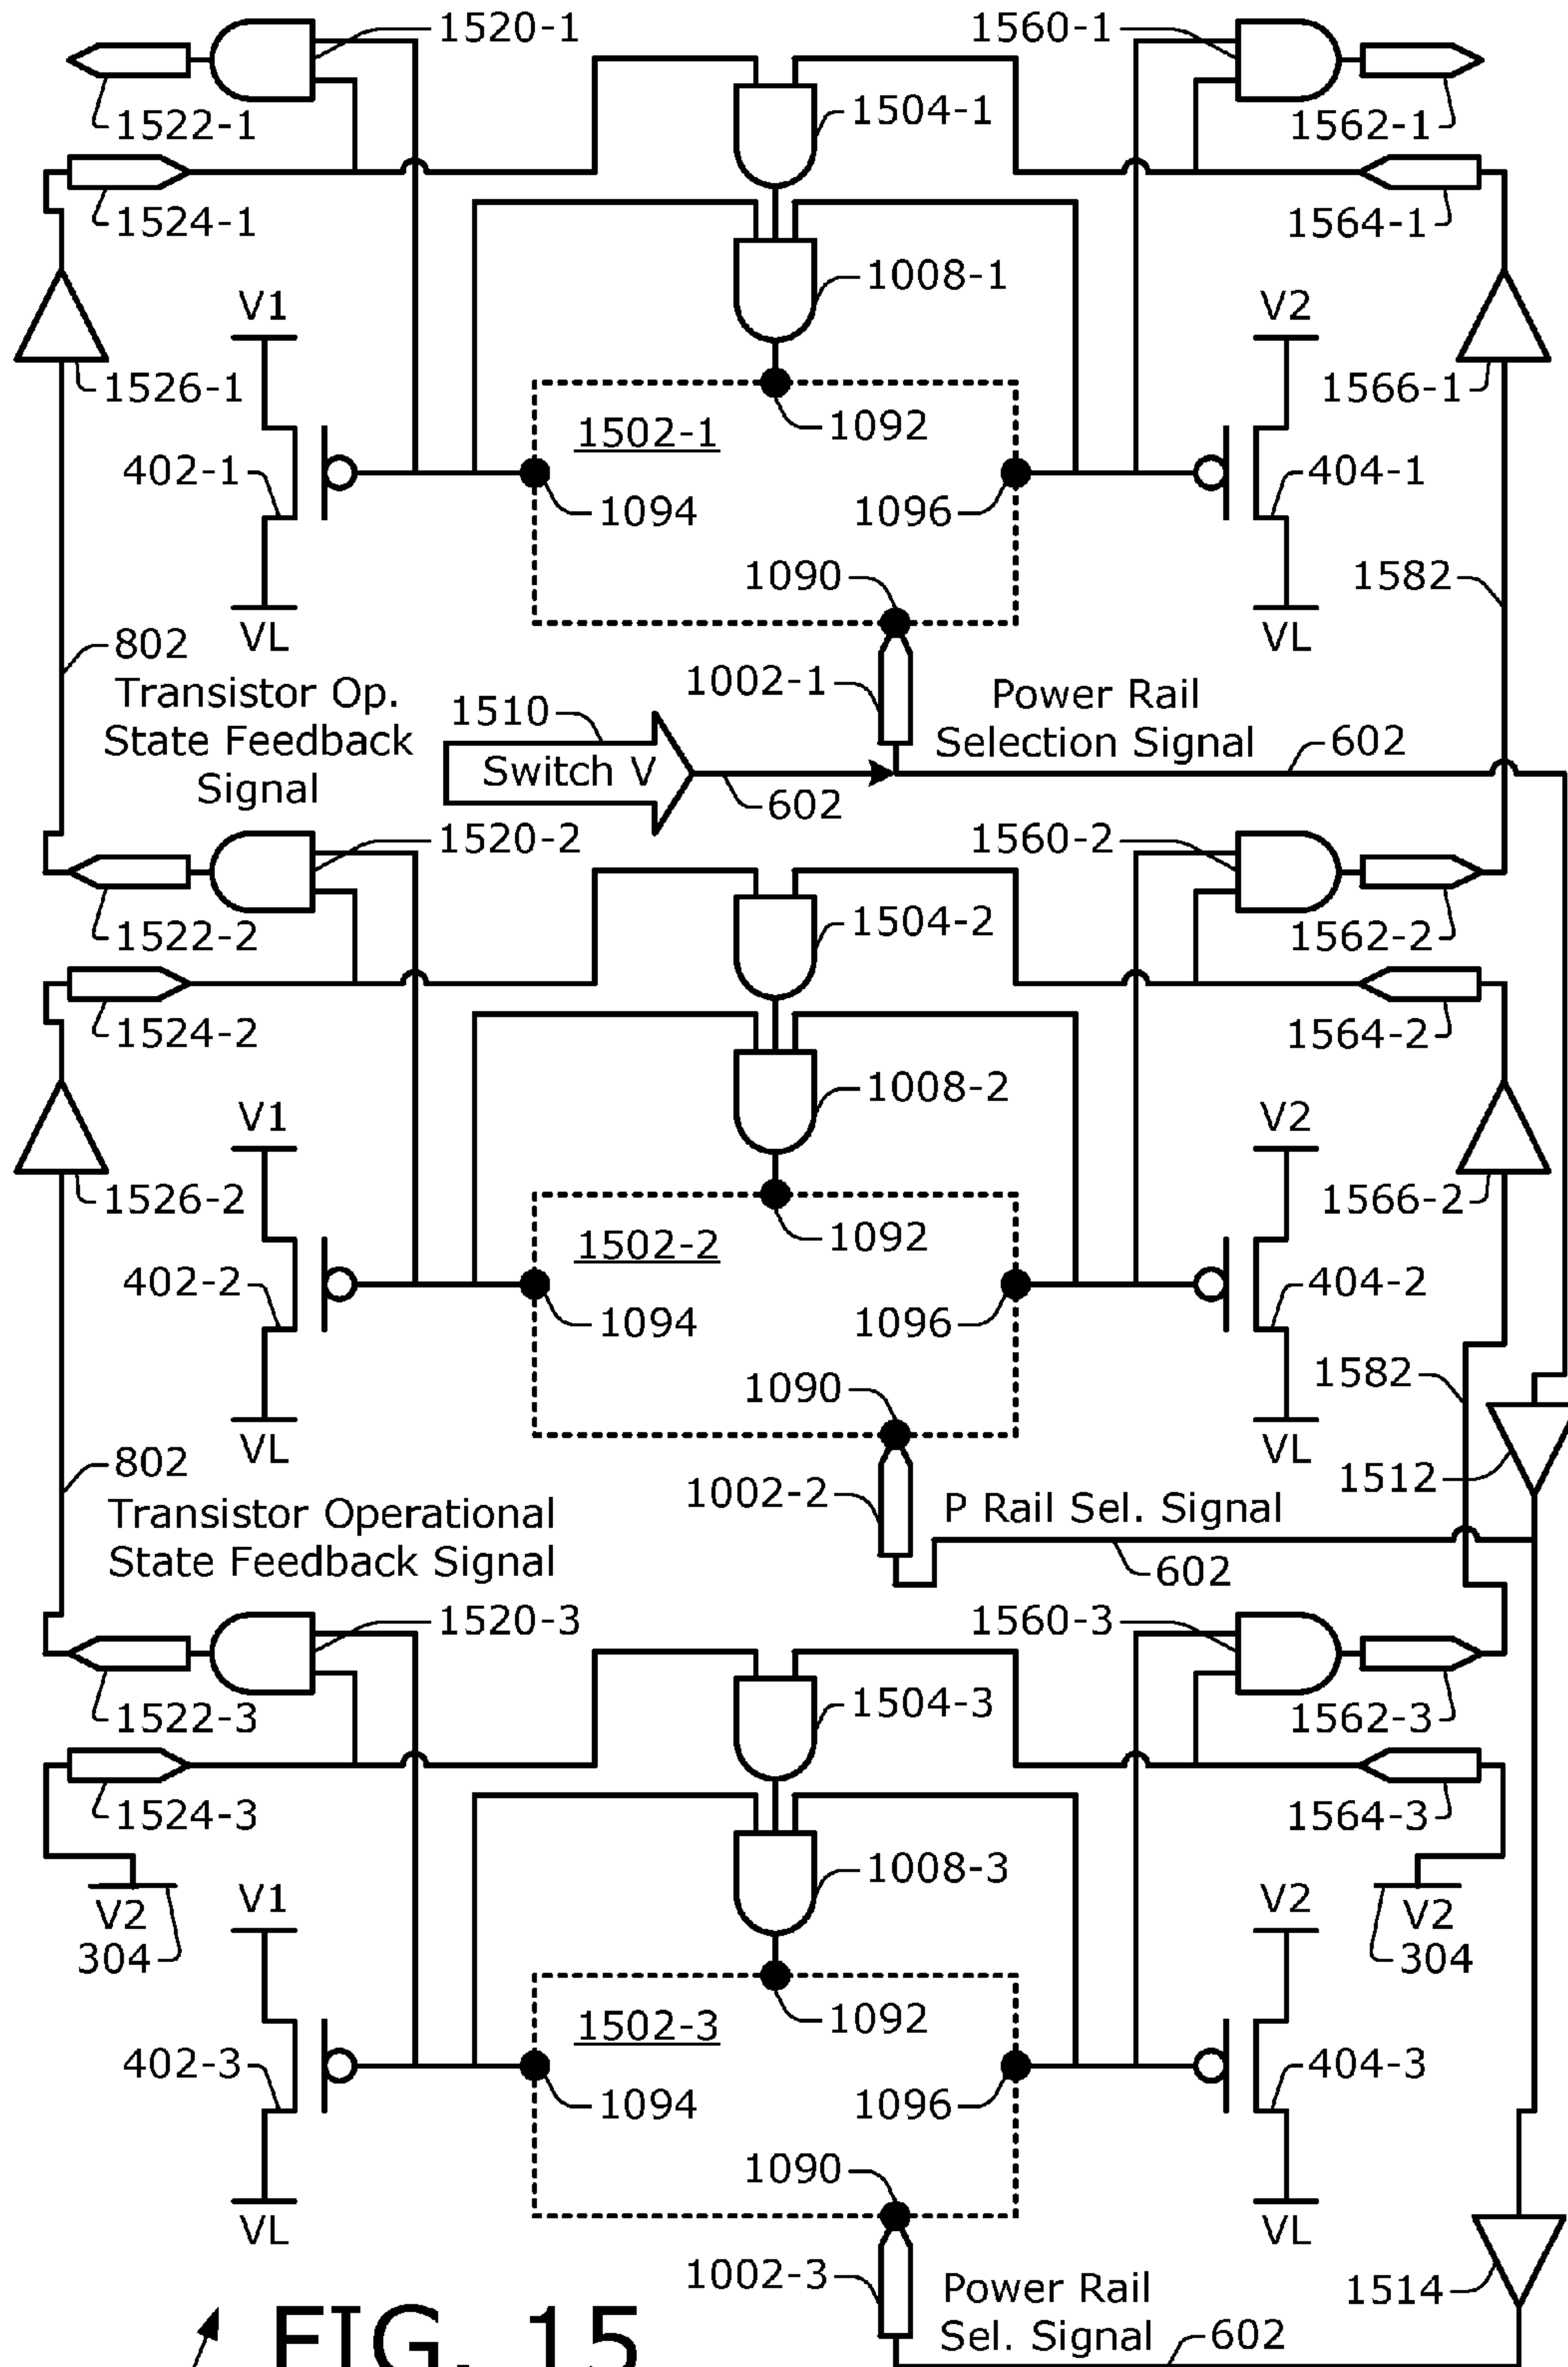 1520-1
1560-1
1522-1
1504-1
1562-1
1524-1
1564-1
1008-1
V1
V2
1526-1
1566-1
1092
1502-1
402-1
404-1
1094
1096
1090
1582
VL
VL
802
Transistor Op.
State Feedback
Signal
1002-1
Power Rail
Selection Signal
1510
Switch V
602
602
1520-2
1560-2
1522-2
1504-2
1562-2
1524-2
1564-2
1008-2
V1
V2
1526-2
1566-2
1092
1502-2
402-2
404-2
1094
1096
1090
1582
VL
VL
802
1512
1002-2
Transistor Operational
State Feedback Signal
P Rail Sel. Signal
602
1520-3
1560-3
1522-3
1504-3
1562-3
1524-3
1564-3
1008-3
V2
304
V1
V2
V2
304
1092
1502-3
402-3
404-3
1094
1096
1090
VL
VL
1002-3
Power Rail
Sel. Signal
1514
602
FIG. 15